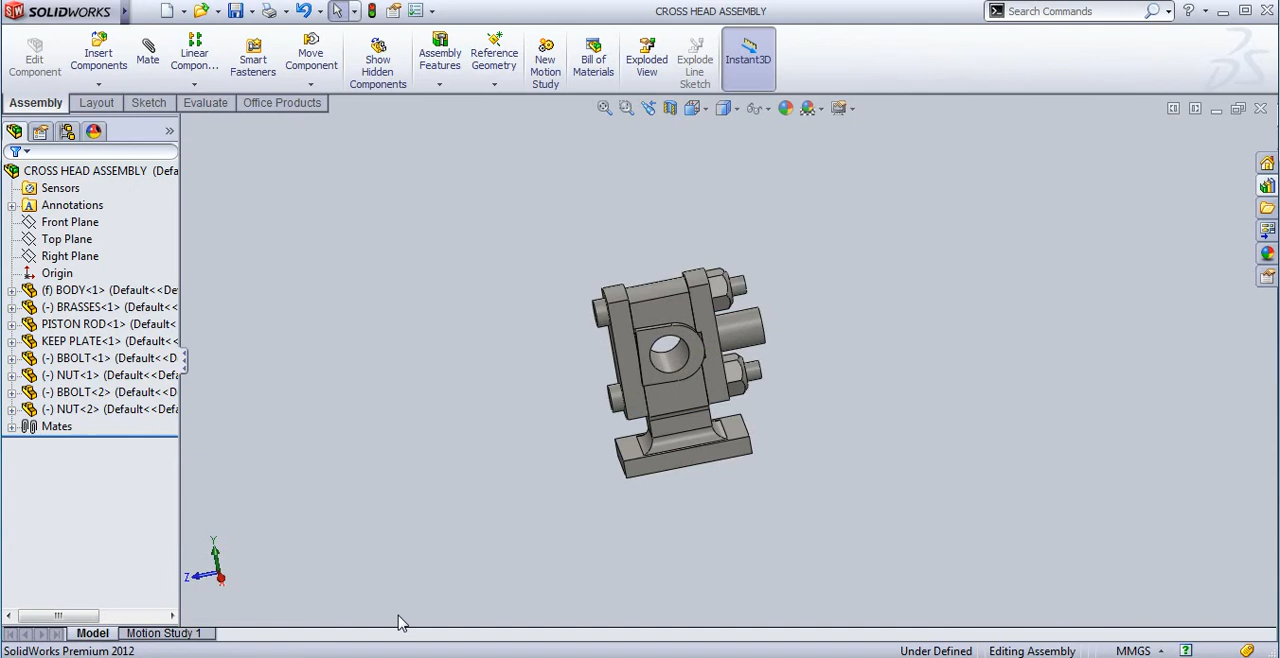 SOLIDWORKS
CROSS HEAD ASSEMBLY
Search Commands
Edit Component
Insert Components
Mate
Linear Compon...
Smart Fasteners
Move Component
Show Hidden Components
Assembly Features
Reference Geometry
New Motion Study
Bill of Materials
Exploded View
Explode Line Sketch
Instant3D
Assembly Layout Sketch Evaluate Office Products
CROSS HEAD ASSEMBLY (Defa
Sensors
Annotations
Front Plane
Top Plane
Right Plane
Origin
(f) BODY<1> (Default<<De
(-) BRASSES<1> (Default<
PISTON ROD<1> (Default<
KEEP PLATE<1> (Default<
(-) BBOLT<1> (Default<<D
(-) NUT<1> (Default<<Defa
(-) BBOLT<2> (Default<<D
(-) NUT<2> (Default<<Defa
Mates
Y
Z
Model Motion Study 1
SolidWorks Premium 2012
Under Defined Editing Assembly MMGS